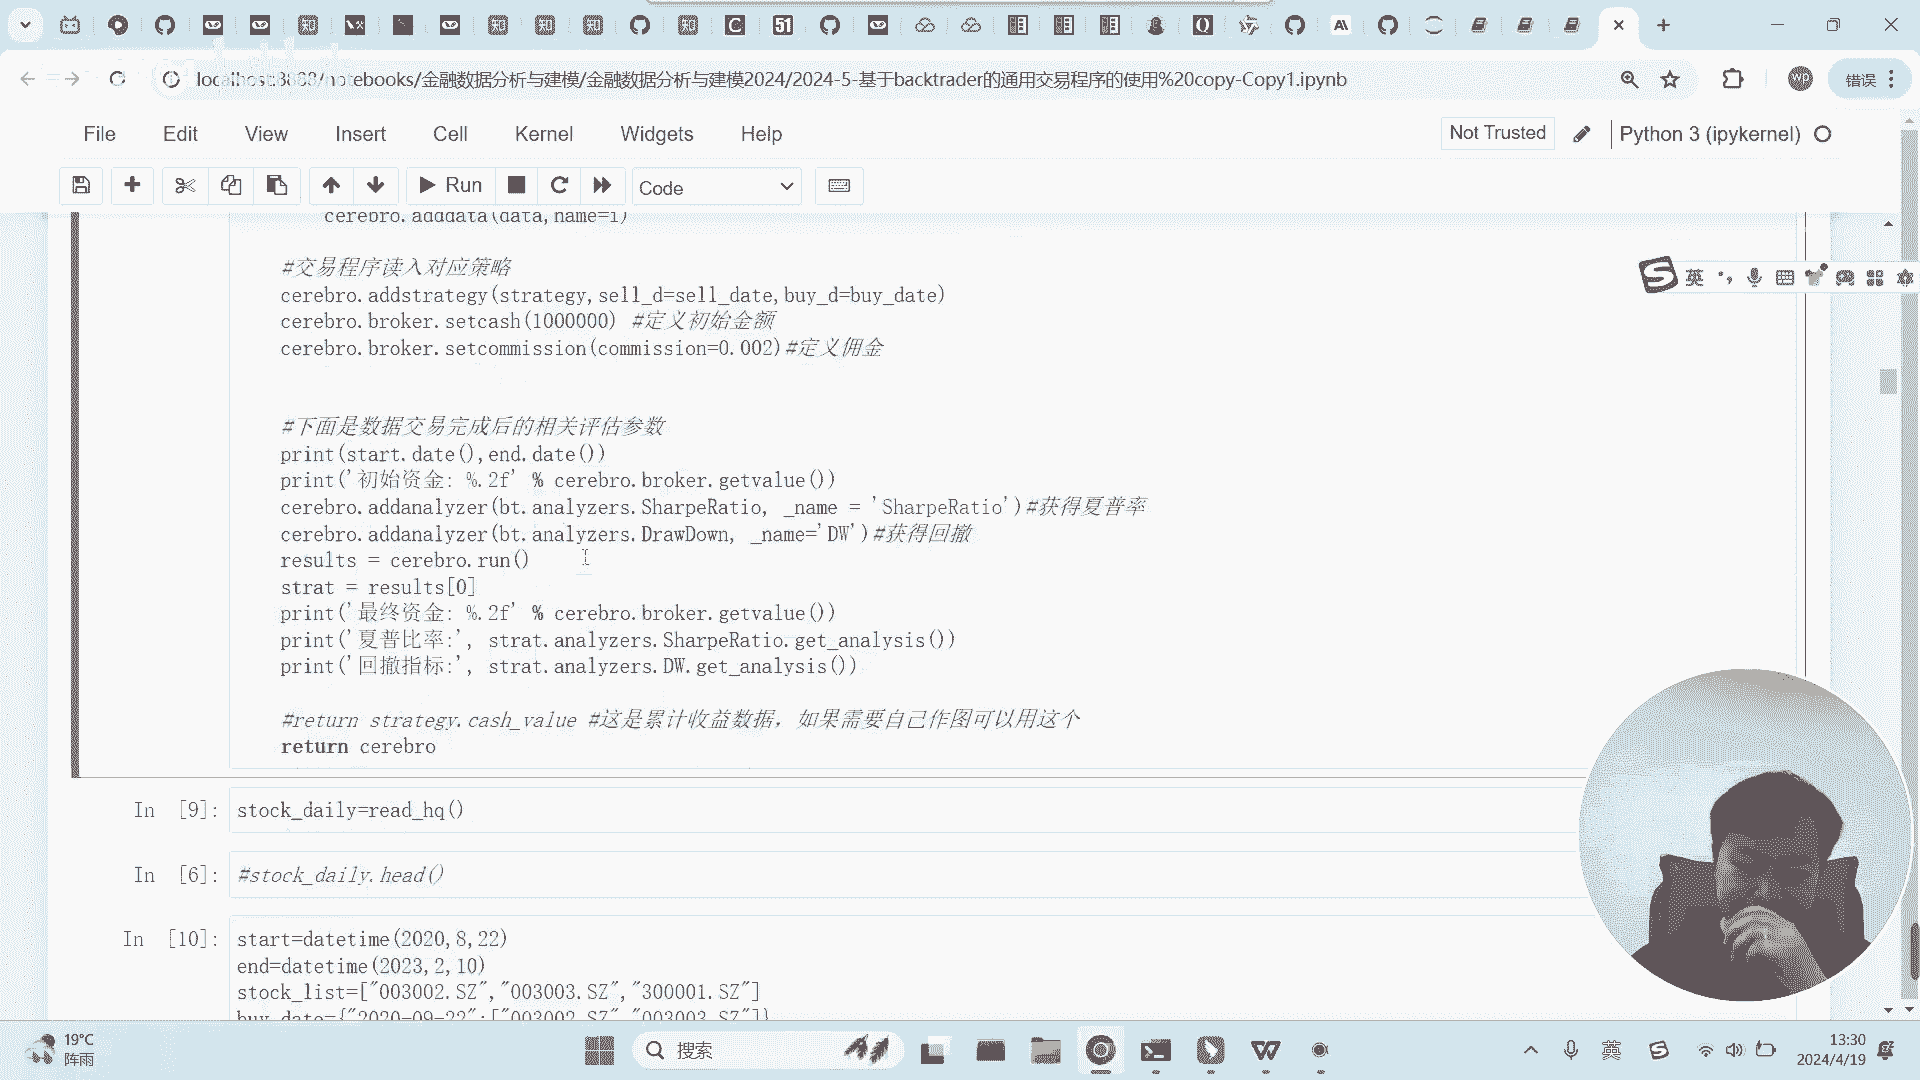 localhost:8888/notebooks/金融数据分析与建模/金融数据分析与建模2024/2024-5-基于backtrader的通用交易程序的使用%20copy-Copy1.ipynb
错误
File Edit View Insert Cell Kernel Widgets Help
Not Trusted
Python 3 (ipykernel)
Run
Code
cerebro.adddata(data,name=i)
#交易程序读入对应策略
cerebro.addstrategy(strategy,sell_d=sell_date,buy_d=buy_date)
cerebro.broker.setcash(1000000) #定义初始金额
cerebro.broker.setcommission(commission=0.002)#定义佣金
英
#下面是数据交易完成后的相关评估参数
print(start.date(),end.date())
print('初始资金: %.2f' % cerebro.broker.getvalue())
cerebro.addanalyzer(bt.analyzers.SharpeRatio, _name = 'SharpeRatio')#获得夏普率
cerebro.addanalyzer(bt.analyzers.DrawDown, _name='DW')#获得回撤
results = cerebro.run()
strat = results[0]
print('最终资金: %.2f' % cerebro.broker.getvalue())
print('夏普比率:', strat.analyzers.SharpeRatio.get_analysis())
print('回撤指标:', strat.analyzers.DW.get_analysis())
#return strategy.cash_value #这是累计收益数据，如果需要自己作图可以用这个
return cerebro
In [9]: stock_daily=read_hq()
In [6]: #stock_daily.head()
In [10]: start=datetime(2020,8,22)
end=datetime(2023,2,10)
stock_list=["003002.SZ","003003.SZ","300001.SZ"]
buy_date={"2020-09-22":["003002.SZ","003003.SZ"]}
19°C
阵雨
搜索
英
13:30
2024/4/19